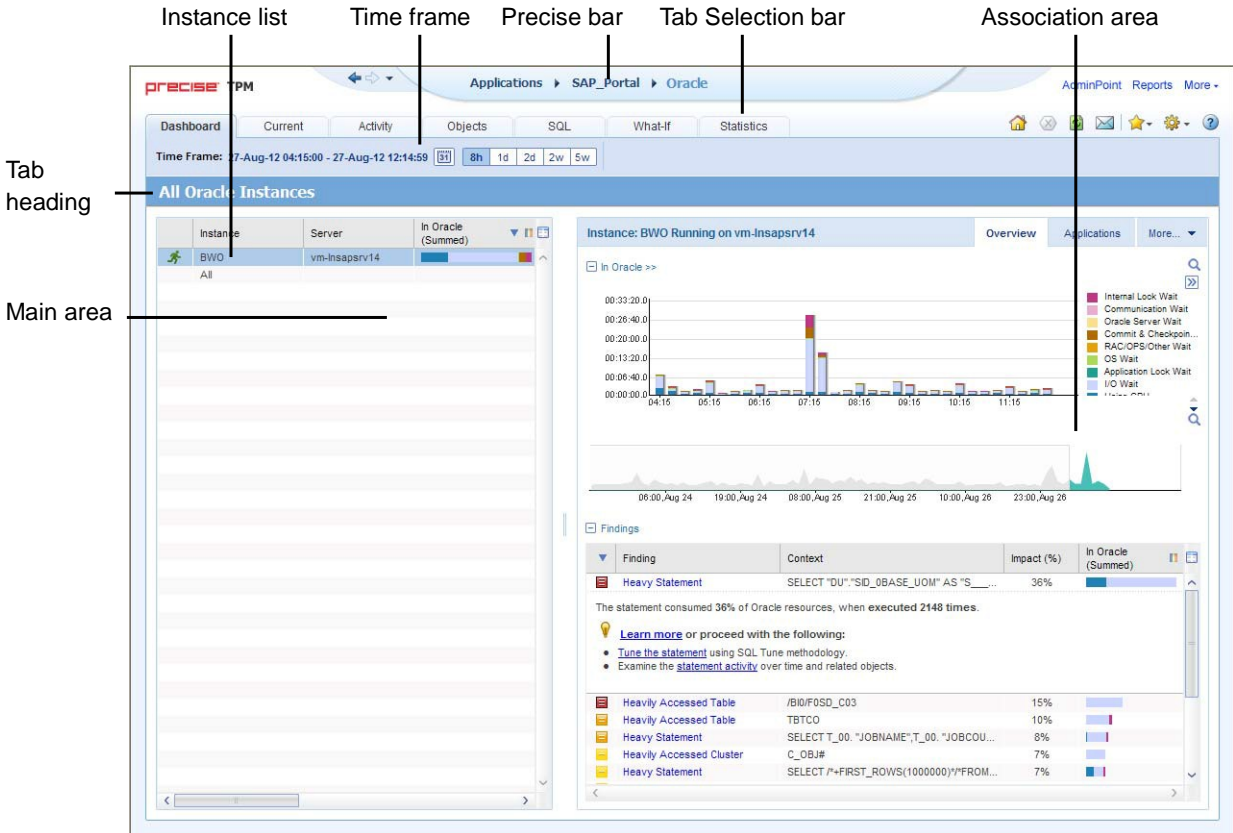 Instance list Time frame Precise bar Tab Selection bar Association area
precise TPM Applications SAP_Portal Oracle AdminPoint Reports More
Dashboard Current Activity Objects SQL What-If Statistics
Time Frame: 27-Aug-12 04:15:00 - 27-Aug-12 12:14:59 31 8h 1d 2d 2w 5w
Tab heading
All Oracle Instances
Instance Server In Oracle (Summed)
BWO vm-lnsapsrv14
All
Main area
Instance: BWO Running on vm-lnsapsrv14 Overview Applications More...
In Oracle >>
00:33:20.0
00:26:40.0
00:20:00.0
00:13:20.0
00:06:40.0
00:00:00.0
04:15 05:15 06:15 07:15 08:15 09:15 10:15 11:15
Internal Lock Wait
Communication Wait
Oracle Server Wait
Commit & Checkpoin...
RAC/OPS/Other Wait
OS Wait
Application Lock Wait
I/O Wait
Using CPU
06:00,Aug 24 19:00,Aug 24 08:00,Aug 25 21:00,Aug 25 10:00,Aug 26 23:00,Aug 26
Findings
Finding Context Impact (%) In Oracle (Summed)
Heavy Statement SELECT "DU"."SID_0BASE_UOM" AS "S___... 36%
The statement consumed 36% of Oracle resources, when executed 2148 times.
Learn more or proceed with the following:
Tune the statement using SQL Tune methodology.
Examine the statement activity over time and related objects.
Heavily Accessed Table /BI0/F0SD_C03 15%
Heavily Accessed Table TBTCO 10%
Heavy Statement SELECT T_00. "JOBNAME",T_00. "JOBCOU... 8%
Heavily Accessed Cluster C_OBJ# 7%
Heavy Statement SELECT /*+FIRST_ROWS(1000000)*/*FROM... 7%